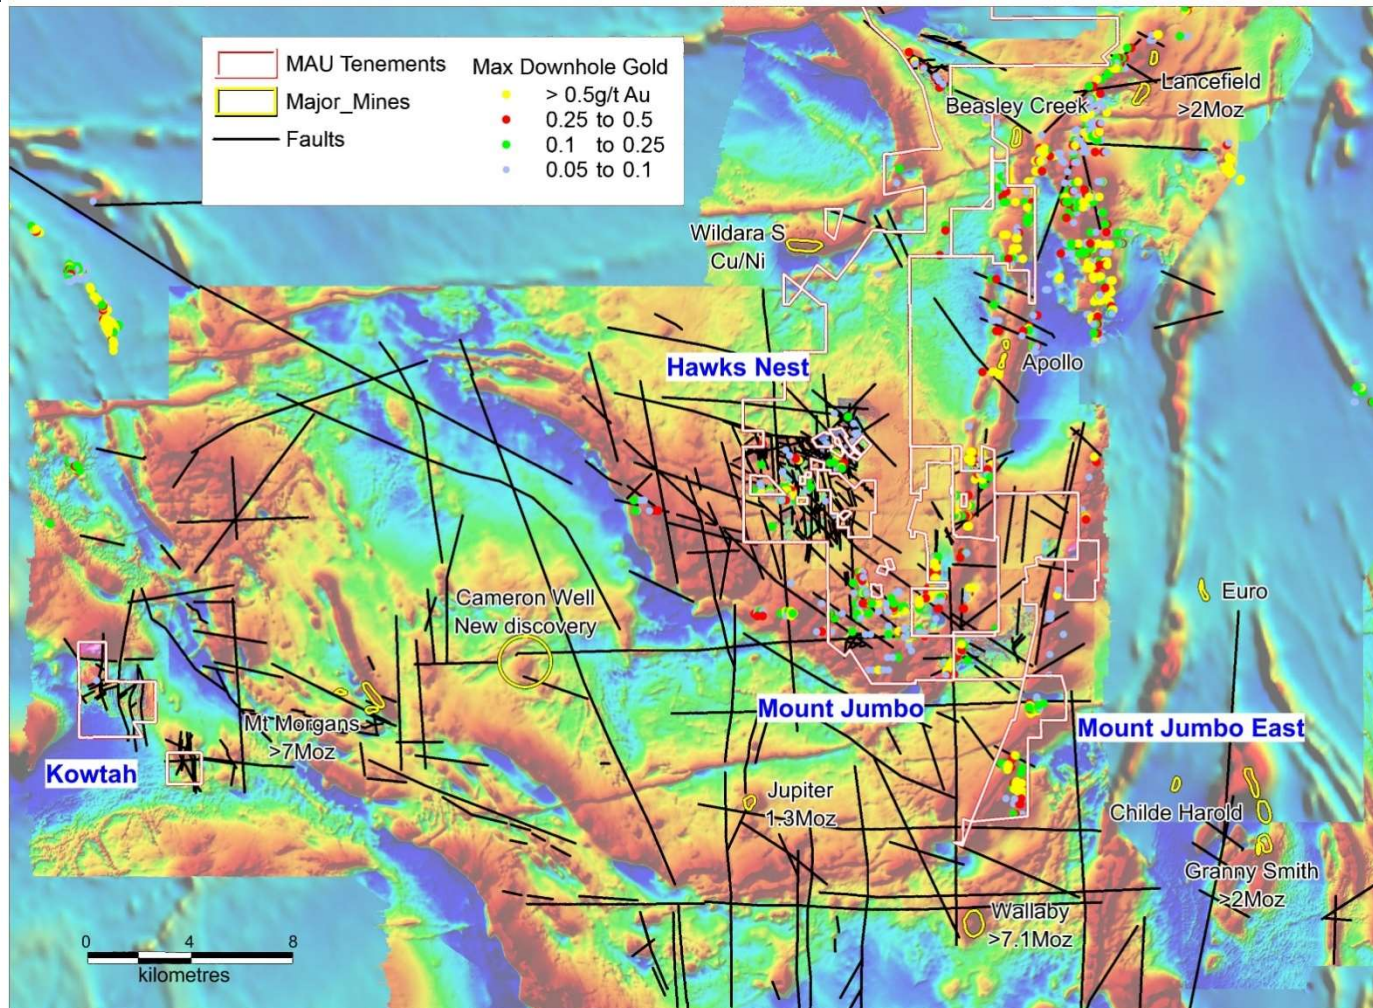 MAU Tenements
Major_Mines
Faults
Max Downhole Gold
> 0.5g/t Au
0.25 to 0.5
0.1 to 0.25
0.05 to 0.1
Lancefield
>2Moz
Beasley Creek
Wildara S
Cu/Ni
Hawks Nest
Apollo
Cameron Well
New discovery
Euro
Mount Jumbo
Mount Jumbo East
Mt Morgans
>7Moz
Kowtah
Jupiter
1.3Moz
Childe Harold
Granny Smith
>2Moz
Wallaby
>7.1Moz
0 4 8
kilometres